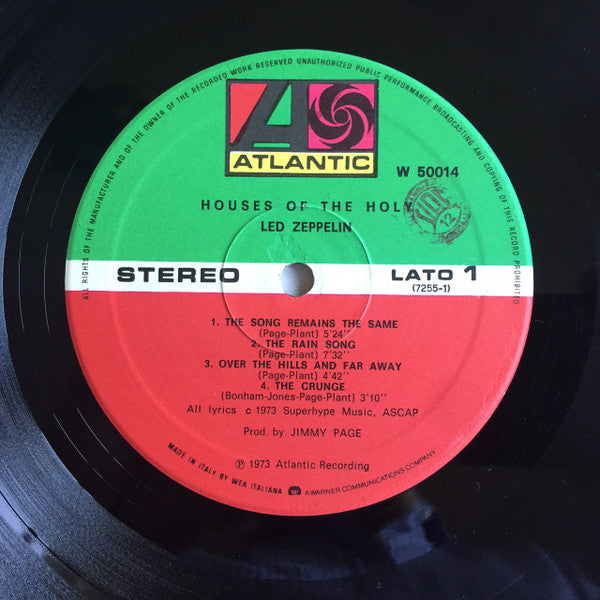 ALL RIGHTS OF THE MANUFACTURER AND OF THE OWNER OF THE RECORDED WORK RESERVED UNAUTHORIZED PUBLIC PERFORMANCE BROADCASTING AND COPYING OF THIS RECORD PROHIBITED
ATLANTIC
W 50014
HOUSES OF THE HOLY
LED ZEPPELIN
12
STEREO
LATO 1
(7255-1)
1. THE SONG REMAINS THE SAME
(Page-Plant) 5'24''
2. THE RAIN SONG
(Page-Plant) 7'32''
3. OVER THE HILLS AND FAR AWAY
(Page-Plant) 4'42''
4. THE CRUNGE
(Bonham-Jones-Page-Plant) 3'10''
All lyrics c 1973 Superhype Music, ASCAP
Prod. by JIMMY PAGE
℗ 1973 Atlantic Recording
MADE IN ITALY BY WEA ITALIANA W A WARNER COMMUNICATIONS COMPANY